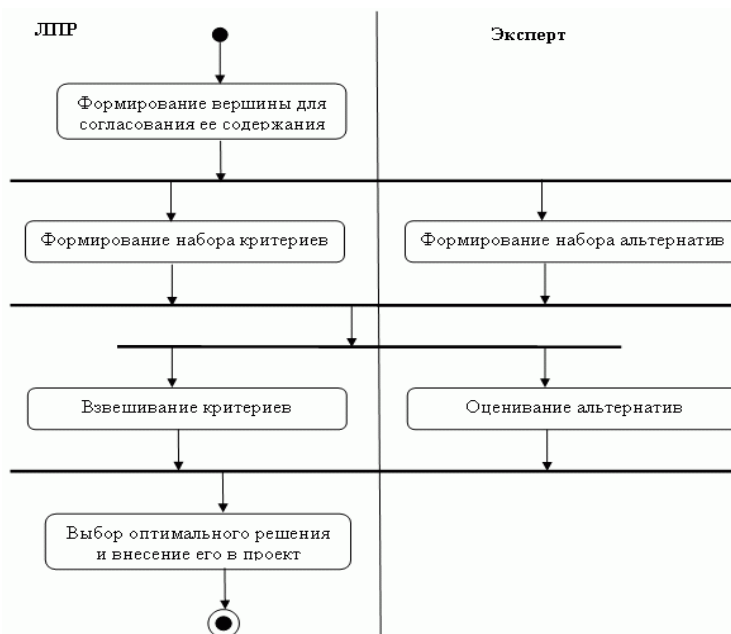 ЛПР
Эксперт
Формирование вершины для
согласования ее содержания
Формирование набора критериев
Формирование набора альтернатив
Взвешивание критериев
Оценивание альтернатив
Выбор оптимального решения
и внесение его в проект